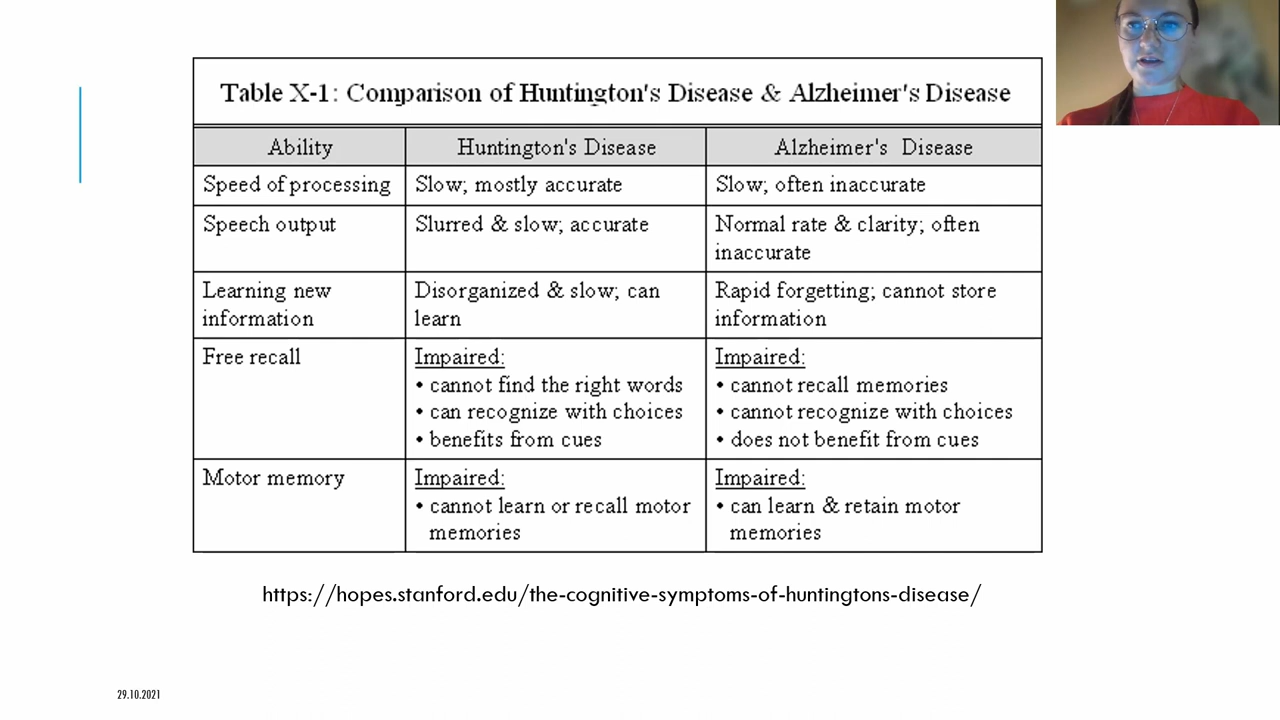 Table X-1: Comparison of Huntington's Disease & Alzheimer's Disease
Ability
Huntington's Disease
Alzheimer's Disease
Speed of processing
Slow; mostly accurate
Slow; often inaccurate
Speech output
Slurred & slow; accurate
Normal rate & clarity; often
inaccurate
Learning new
information
Disorganized & slow; can
learn
Rapid forgetting; cannot store
information
Free recall
Impaired:
• cannot find the right words
• can recognize with choices
• benefits from cues
Impaired:
• cannot recall memories
• cannot recognize with choices
• does not benefit from cues
Motor memory
Impaired:
• cannot learn or recall motor
memories
Impaired:
• can learn & retain motor
memories
https://hopes.stanford.edu/the-cognitive-symptoms-of-huntingtons-disease/
29.10.2021